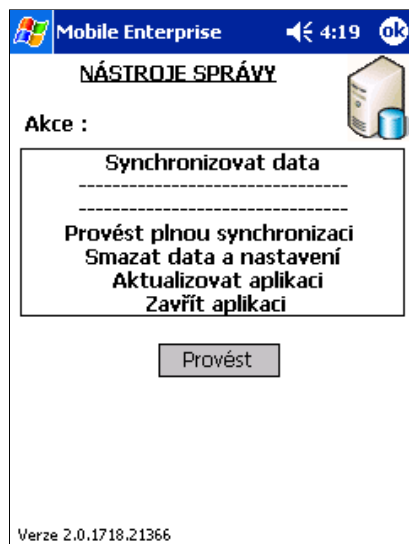 Mobile Enterprise 4:19 ok
NÁSTROJE SPRÁVY
Akce :
Synchronizovat data
--------------------------------
--------------------------------
Provést plnou synchronizaci
Smazat data a nastavení
Aktualizovat aplikaci
Zavřít aplikaci
Provést
Verze 2.0.1718.21366